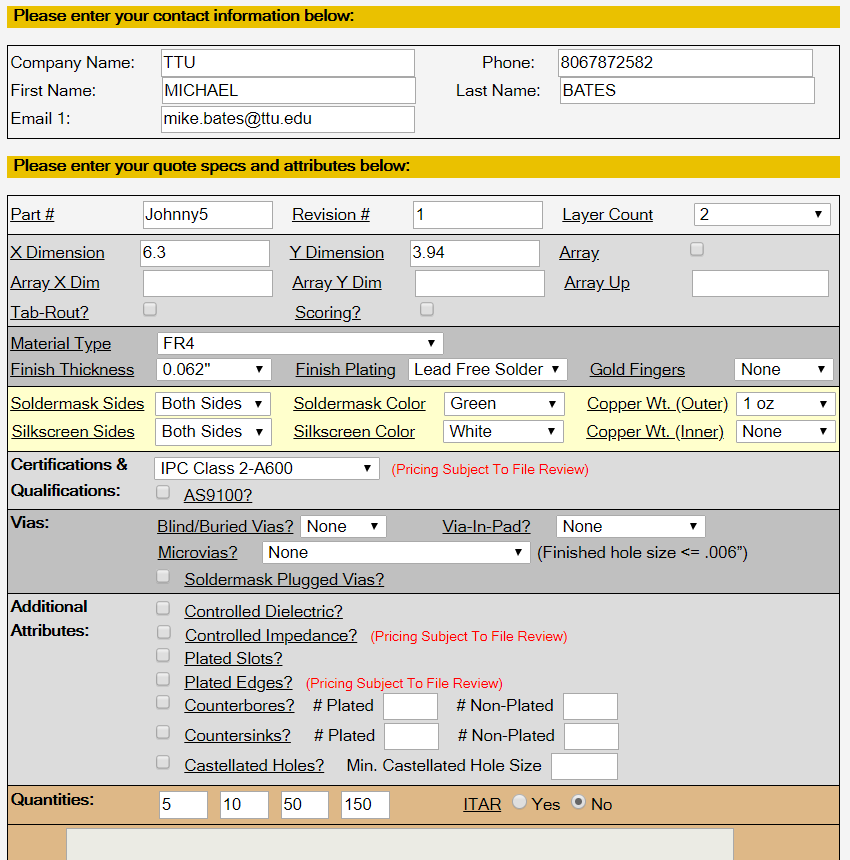 Please enter your contact information below:
Company Name: TTU Phone: 8067872582
First Name: MICHAEL Last Name: BATES
Email 1: mike.bates@ttu.edu
Please enter your quote specs and attributes below:
Part # Johnny5 Revision # 1 Layer Count 2
X Dimension 6.3 Y Dimension 3.94 Array
Array X Dim Array Y Dim Array Up
Tab-Rout? Scoring?
Material Type FR4
Finish Thickness 0.062" Finish Plating Lead Free Solder Gold Fingers None
Soldermask Sides Both Sides Soldermask Color Green Copper Wt. (Outer) 1 oz
Silkscreen Sides Both Sides Silkscreen Color White Copper Wt. (Inner) None
Certifications & IPC Class 2-A600 (Pricing Subject To File Review)
Qualifications: AS9100?
Vias: Blind/Buried Vias? None Via-In-Pad? None
Microvias? None (Finished hole size <= .006”)
Soldermask Plugged Vias?
Additional Controlled Dielectric?
Attributes: Controlled Impedance? (Pricing Subject To File Review)
Plated Slots?
Plated Edges? (Pricing Subject To File Review)
Counterbores? # Plated # Non-Plated
Countersinks? # Plated # Non-Plated
Castellated Holes? Min. Castellated Hole Size
Quantities: 5 10 50 150 ITAR Yes No